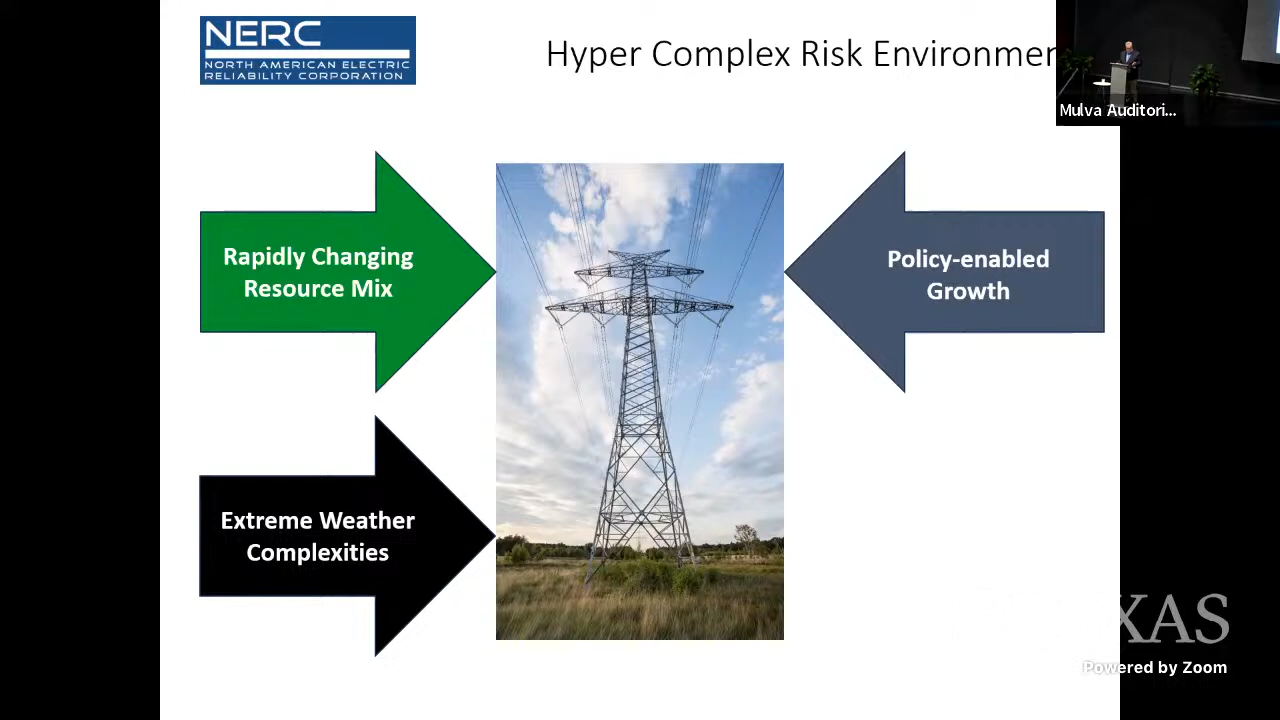 NERC
NORTH AMERICAN ELECTRIC
RELIABILITY CORPORATION
Hyper Complex Risk Environmen
Mulva Auditori...
Rapidly Changing
Resource Mix
Policy-enabled
Growth
Extreme Weather
Complexities
XAS
Powered by Zoom